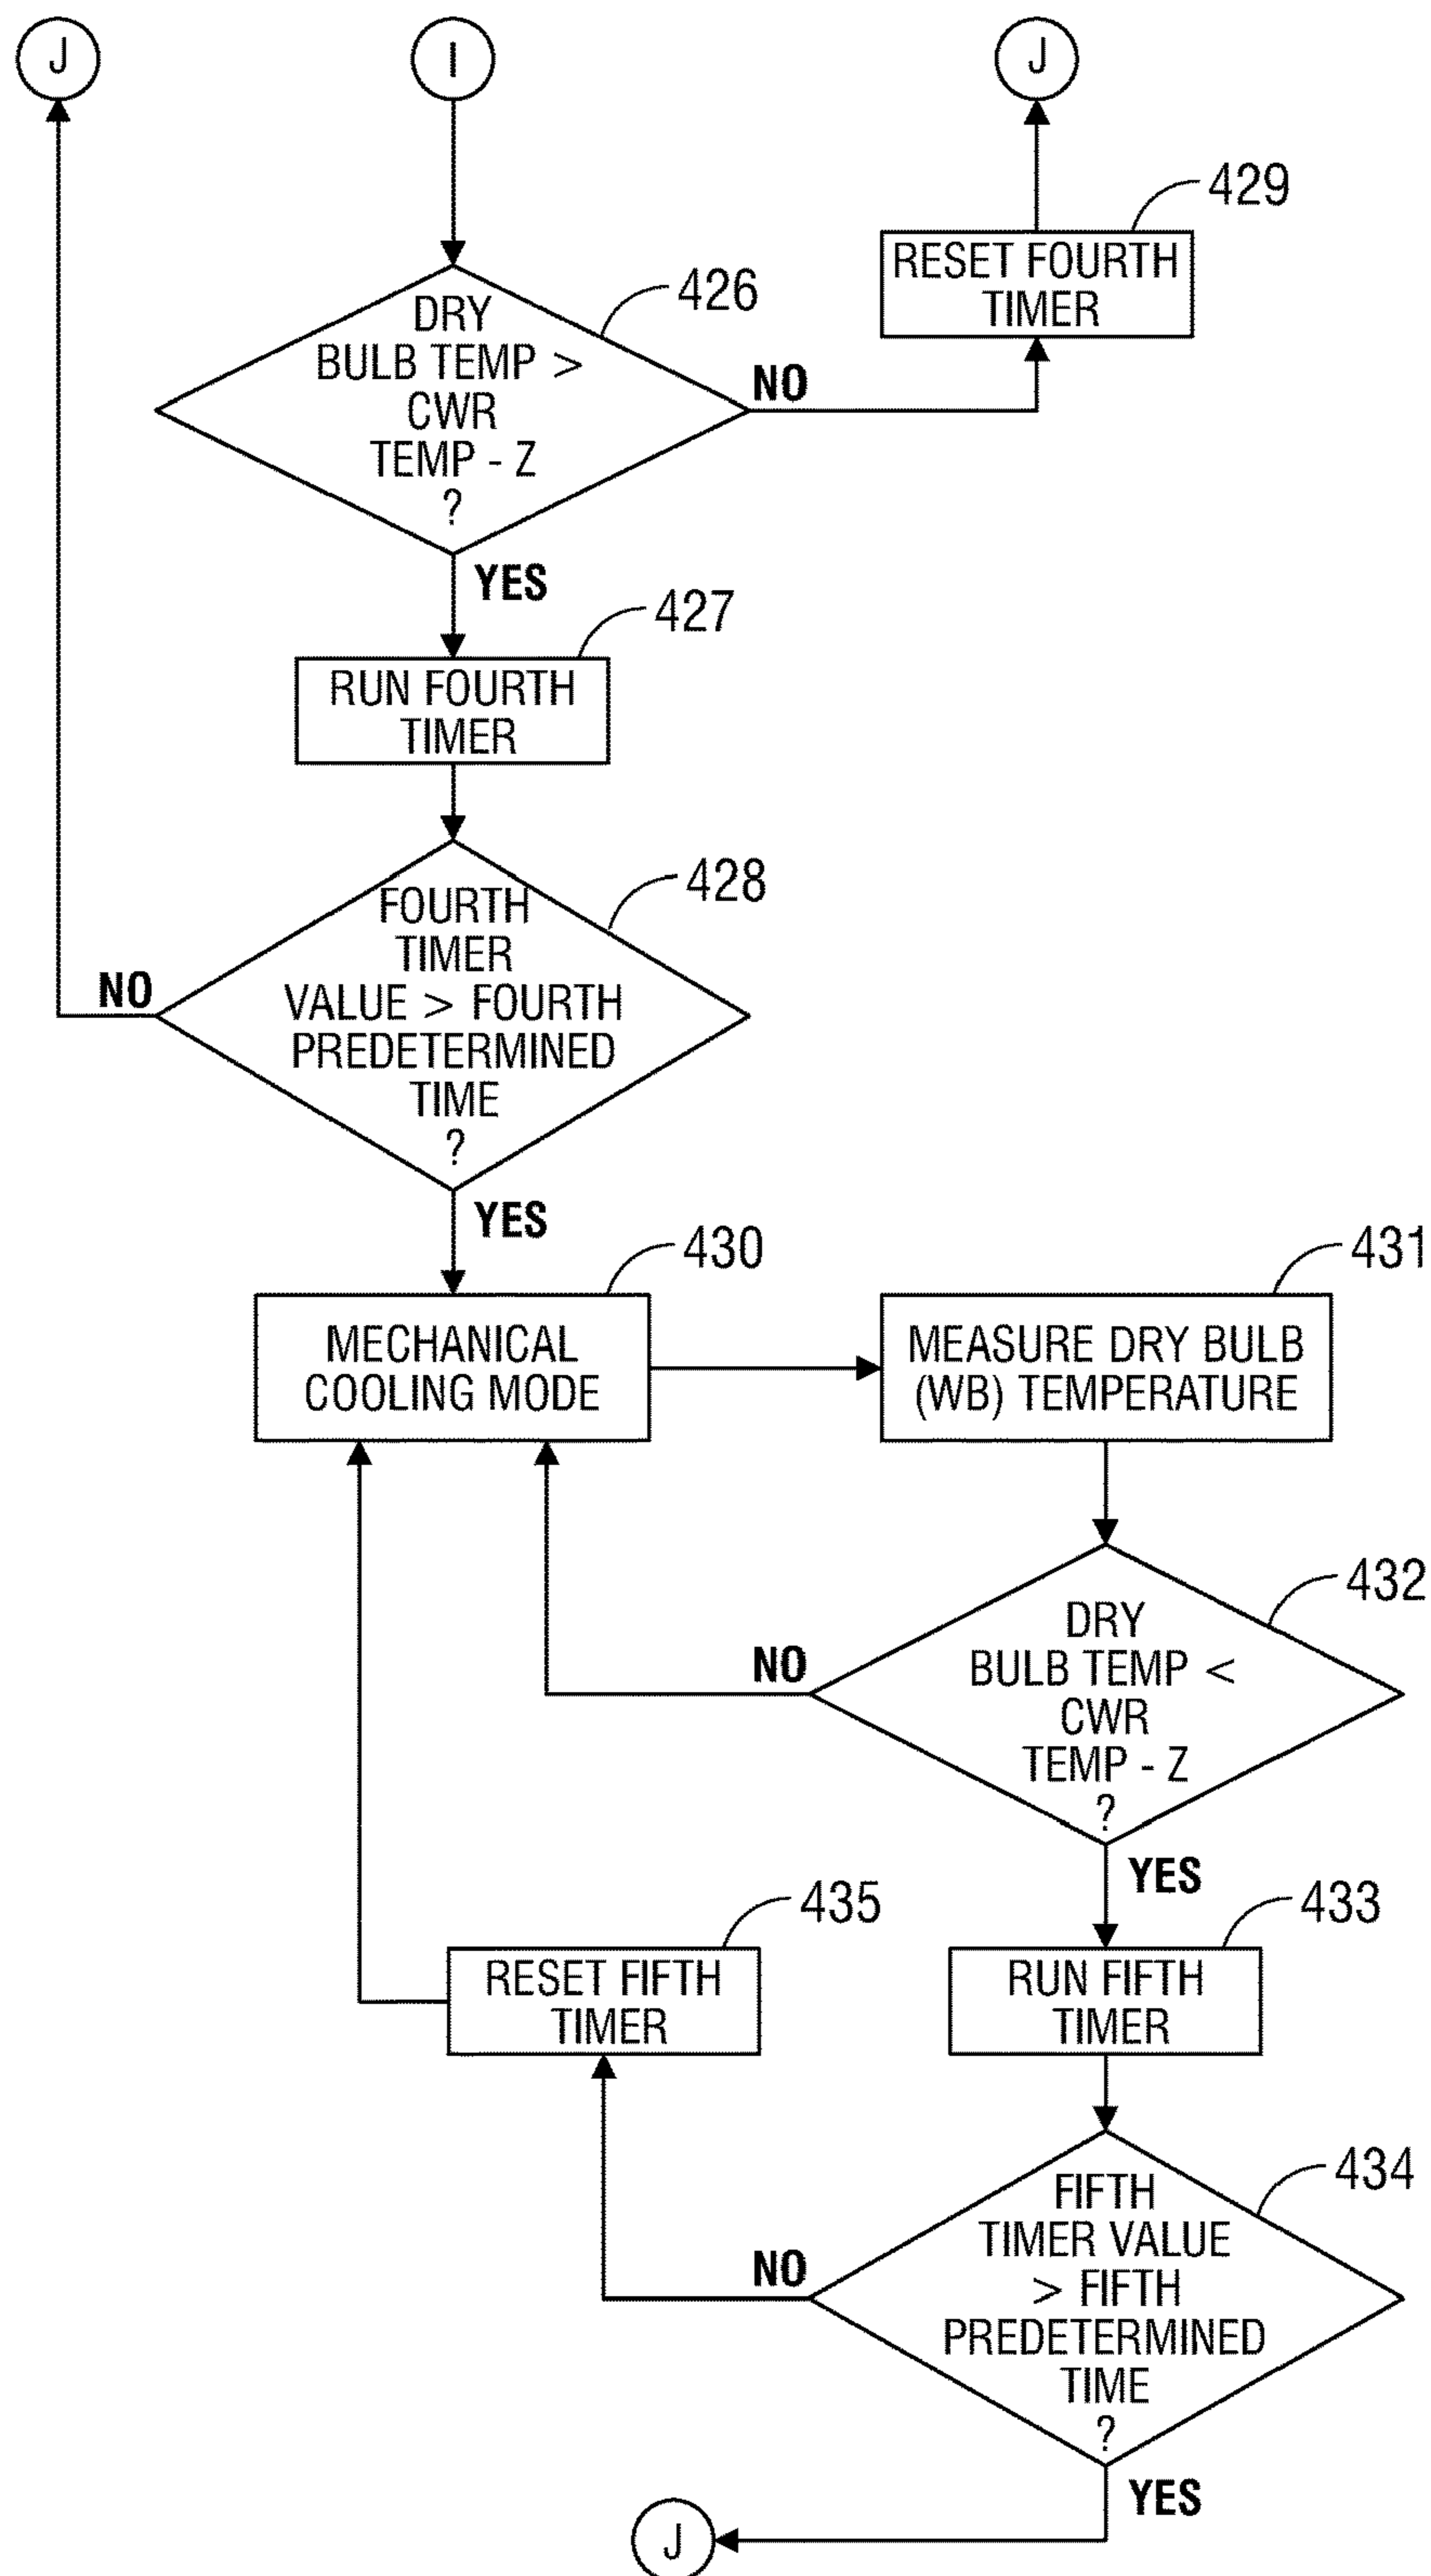 J
I
J
429
RESET FOURTH
TIMER
426
DRY
BULB TEMP >
CWR
TEMP - Z
?
NO
YES
427
RUN FOURTH
TIMER
428
FOURTH
TIMER
VALUE > FOURTH
PREDETERMINED
TIME
?
NO
YES
430
MECHANICAL
COOLING MODE
431
MEASURE DRY BULB
(WB) TEMPERATURE
432
DRY
BULB TEMP <
CWR
TEMP - Z
?
NO
YES
435
RESET FIFTH
TIMER
433
RUN FIFTH
TIMER
434
FIFTH
TIMER VALUE
> FIFTH
PREDETERMINED
TIME
?
NO
YES
J